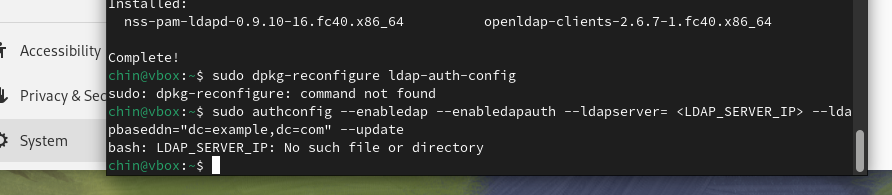 Installed:
nss-pam-ldapd-0.9.10-16.fc40.x86_64 openldap-clients-2.6.7-1.fc40.x86_64
Complete!
chin@vbox:~$ sudo dpkg-reconfigure ldap-auth-config
sudo: dpkg-reconfigure: command not found
chin@vbox:~$ sudo authconfig --enabledap --enabledapauth --ldapserver= <LDAP_SERVER_IP> --lda
pbaseddn="dc=example,dc=com" --update
bash: LDAP_SERVER_IP: No such file or directory
chin@vbox:~$
Accessibility
Privacy & Sec
System